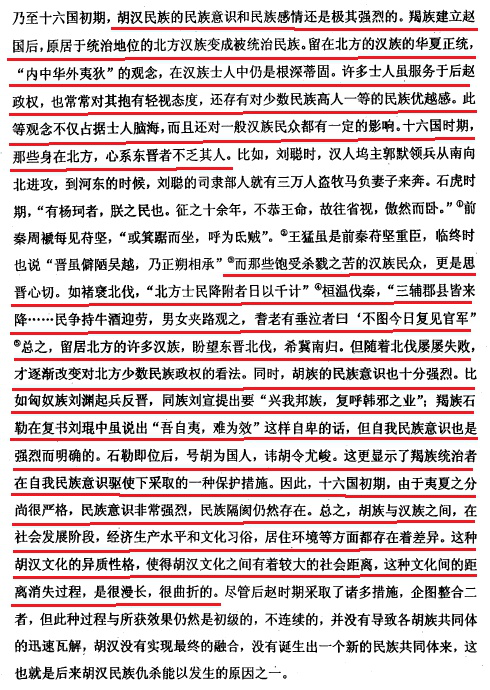 乃至十六国初期，胡汉民族的民族意识和民族感情还是极其强烈的。羯族建立赵
国后，原居于统治地位的北方汉族变成被统治民族。留在北方的汉族的华夏正统，
“内中华外夷狄”的观念，在汉族士人中仍是根深蒂固。许多士人虽服务于后赵
政权，也常常对其抱有轻视态度，还存有对少数民族高人一等的民族优越感。此
等观念不仅占据士人脑海，而且还对一般汉族民众都有一定的影响。十六国时期，
那些身在北方，心系东晋者不乏其人。比如，刘聪时，汉人坞主郭默领兵从南向
北进攻，到河东的时候，刘聪的司隶部人就有三万人盗牧马负妻子来奔。石虎时
期，“有杨珂者，朕之民也。征之十余年，不恭王命，故往省视，傲然而卧。”①前
秦周虓每见苻坚，“或箕踞而坐，呼为氐贼”。②王猛虽是前秦苻坚重臣，临终时
也说“晋虽僻陋吴越，乃正朔相承”③而那些饱受杀戮之苦的汉族民众，更是思
晋心切。如褚裒北伐，“北方士民降附者日以千计”④桓温伐秦，“三辅郡县皆来
降……民争持牛酒迎劳，男女夹路观之，耆老有垂泣者曰‘不图今日复见官军”
⑤总之，留居北方的许多汉族，盼望东晋北伐，希冀南归。但随着北伐屡屡失败，
才逐渐改变对北方少数民族政权的看法。同时，胡族的民族意识也十分强烈。比
如匈奴族刘渊起兵反晋，同族刘宣提出要“兴我邦族，复呼韩邪之业”；羯族石
勒在复书刘琨中虽说出“吾自夷，难为效”这样自卑的话，但自我民族意识也是
强烈而明确的。石勒即位后，号胡为国人，讳胡令尤峻。这更显示了羯族统治者
在自我民族意识驱使下采取的一种保护措施。因此，十六国初期，由于夷夏之分
尚很严格，民族意识非常强烈，民族隔阂仍然存在。总之，胡族与汉族之间，在
社会发展阶段，经济生产水平和文化习俗，居住环境等方面都存在着差异。这种
胡汉文化的异质性格，使得胡汉文化之间有着较大的社会距离，这种文化间的距
离消失过程，是很漫长，很曲折的。尽管后赵时期采取了诸多措施，企图整合二
者，但此种过程与所获效果仍然是初级的，不连续的，并没有导致各胡族共同体
的迅速瓦解，胡汉没有实现最终的融合，没有诞生出一个新的民族共同体来，这
也就是后来胡汉民族仇杀能以发生的原因之一。